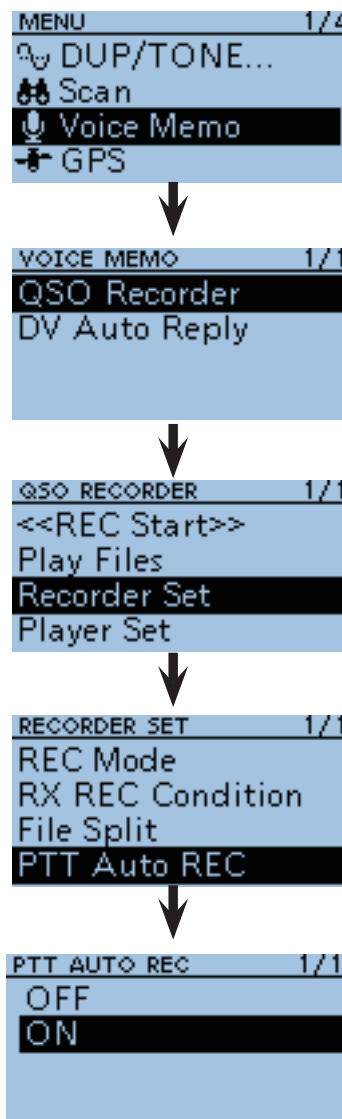 MENU 1/4
DUP/TONE...
Scan
Voice Memo
GPS
VOICE MEMO 1/1
QSO Recorder
DV Auto Reply
QSO RECORDER 1/1
<<REC Start>>
Play Files
Recorder Set
Player Set
RECORDER SET 1/1
REC Mode
RX REC Condition
File Split
PTT Auto REC
PTT AUTO REC 1/1
OFF
ON